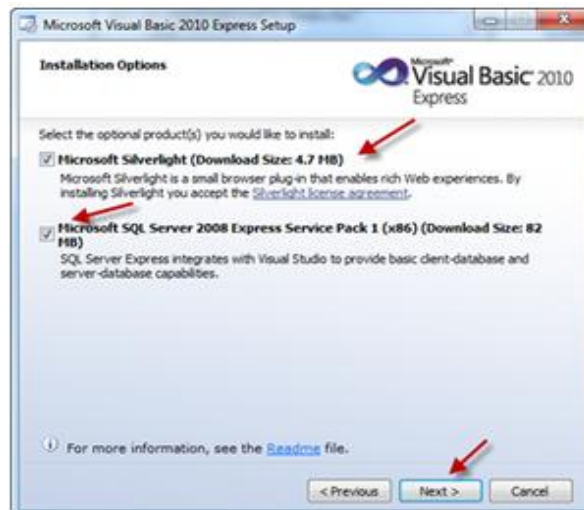 Microsoft Visual Basic 2010 Express Setup
Installation Options
Microsoft®
Visual Basic® 2010
Express
Select the optional product(s) you would like to install:
Microsoft Silverlight (Download Size: 4.7 MB)
Microsoft Silverlight is a small browser plug-in that enables rich Web experiences. By
installing Silverlight you accept the Silverlight license agreement.
Microsoft SQL Server 2008 Express Service Pack 1 (x86) (Download Size: 82
MB)
SQL Server Express integrates with Visual Studio to provide basic client-database and
server-database capabilities.
For more information, see the Readme file.
< Previous
Next >
Cancel